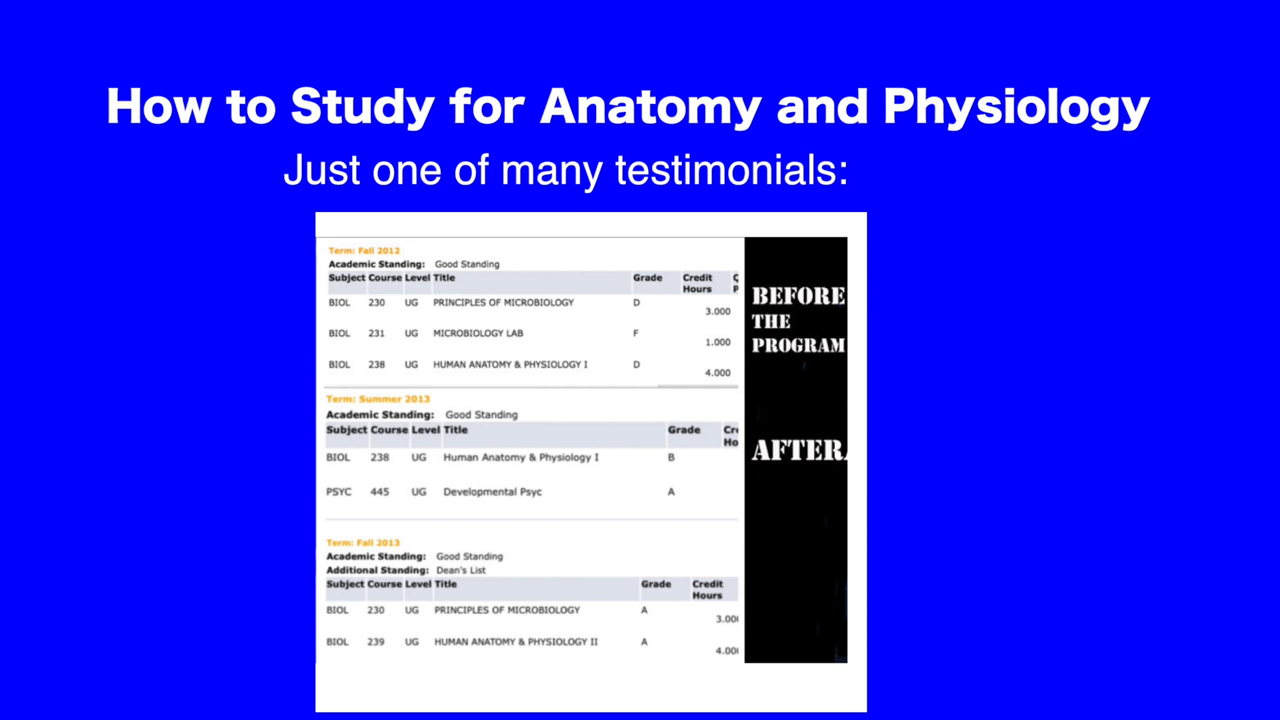 How to Study for Anatomy and Physiology
Just one of many testimonials:
Term: Fall 2012
Academic Standing: Good Standing
Subject Course Level Title Grade Credit Hours
BIOL 230 UG PRINCIPLES OF MICROBIOLOGY D 3.000
BIOL 231 UG MICROBIOLOGY LAB F 1.000
BIOL 238 UG HUMAN ANATOMY & PHYSIOLOGY I D 4.000
BEFORE
THE
PROGRAM
Term: Summer 2013
Academic Standing: Good Standing
Subject Course Level Title Grade
BIOL 238 UG Human Anatomy & Physiology I B
PSYC 445 UG Developmental Psyc A
AFTER
Term: Fall 2013
Academic Standing: Good Standing
Additional Standing: Dean's List
Subject Course Level Title Grade Credit Hours
BIOL 230 UG PRINCIPLES OF MICROBIOLOGY A 3.00
BIOL 239 UG HUMAN ANATOMY & PHYSIOLOGY II A 4.00